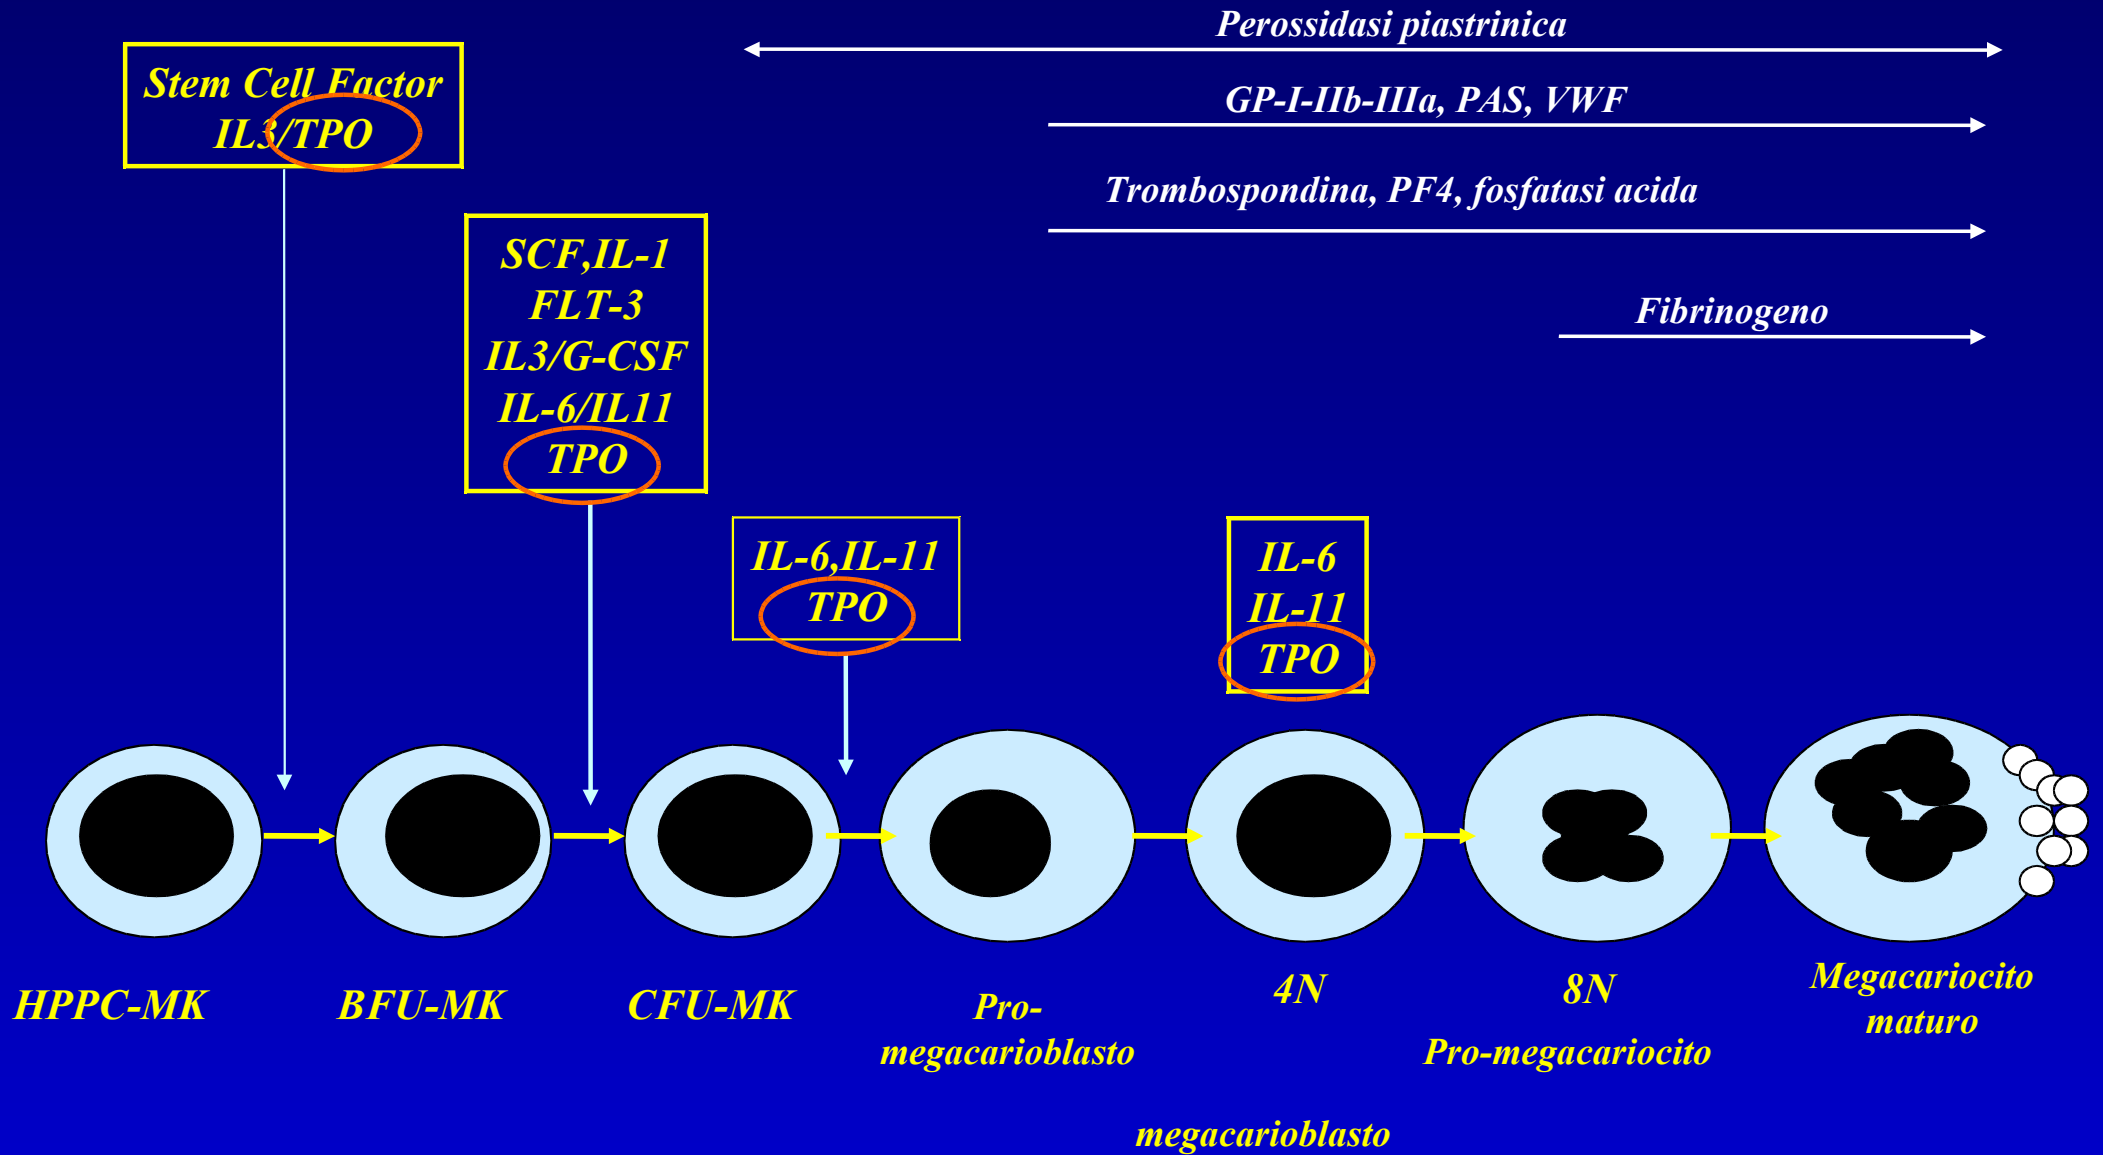 Perossidasi piastrinica
GP-I-IIb-IIIa, PAS, VWF
Trombospondina, PF4, fosfatasi acida
Fibrinogeno
Stem Cell Factor
IL3/TPO
SCF,IL-1
FLT-3
IL3/G-CSF
IL-6/IL11
TPO
IL-6,IL-11
TPO
IL-6
IL-11
TPO
HPPC-MK
BFU-MK
CFU-MK
Pro-
megacarioblasto
4N
megacarioblasto
8N
Pro-megacariocito
Megacariocito
maturo